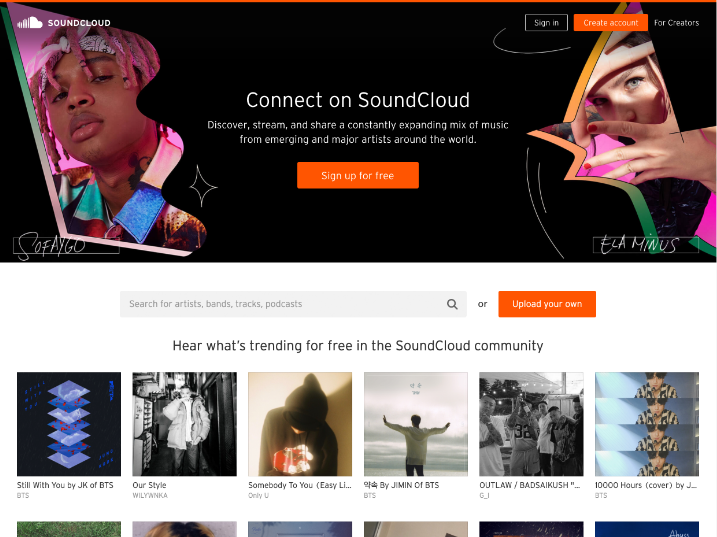 SOUNDCLOUD
Sign in
Create account
For Creators
Connect on SoundCloud
Discover, stream, and share a constantly expanding mix of music
from emerging and major artists around the world.
Sign up for free
SOFAYGO
ELA MINUS
Search for artists, bands, tracks, podcasts
or
Upload your own
Hear what's trending for free in the SoundCloud community
Still With You by JK of BTS
BTS
Our Style
WILYWNKA
Somebody To You (Easy Li...
Only U
약속 By JIMIN Of BTS
BTS
OUTLAW / BADSAIKUSH "...
G_I
10000 Hours (cover) by J...
BTS
Abyss